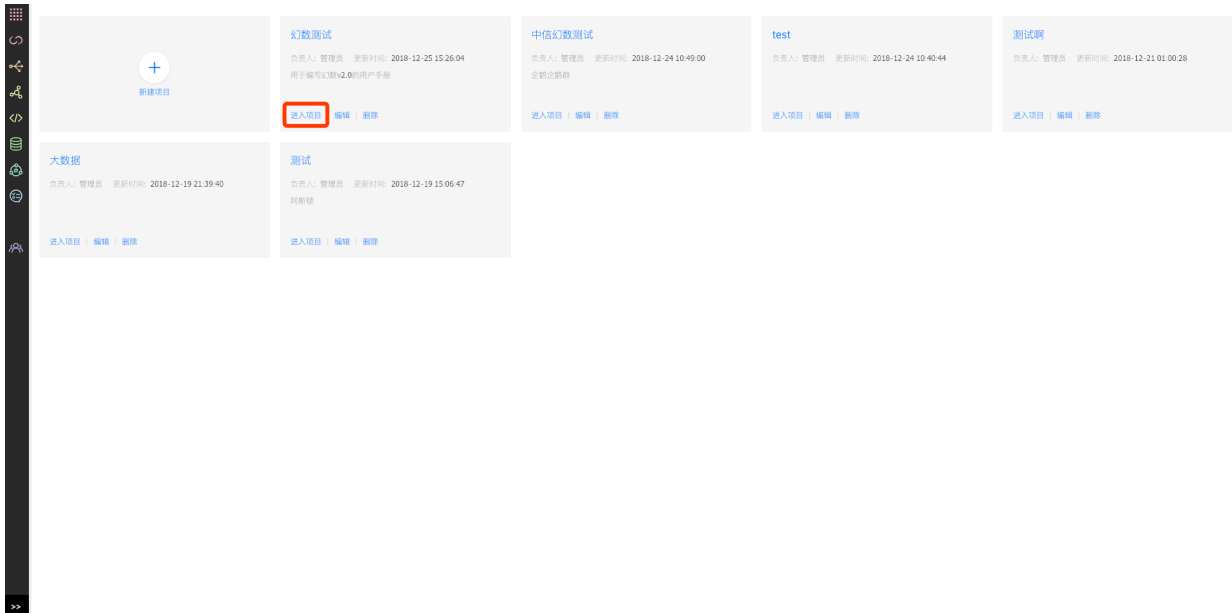 幻数测试
中信幻数测试
test
测试啊
负责人: 管理员 更新时间: 2018-12-25 15:26:04
负责人: 管理员 更新时间: 2018-12-24 10:49:00
负责人: 管理员 更新时间: 2018-12-24 10:40:44
负责人: 管理员 更新时间: 2018-12-21 01:00:28
用于编写幻数v2.0的用户手册
企鹅企鹅群
新建项目
进入项目 | 编辑 | 删除
进入项目 | 编辑 | 删除
进入项目 | 编辑 | 删除
进入项目 | 编辑 | 删除
大数据
测试
负责人: 管理员 更新时间: 2018-12-19 21:39:40
负责人: 管理员 更新时间: 2018-12-19 15:06:47
进入项目 | 编辑 | 删除
进入项目 | 编辑 | 删除
>>